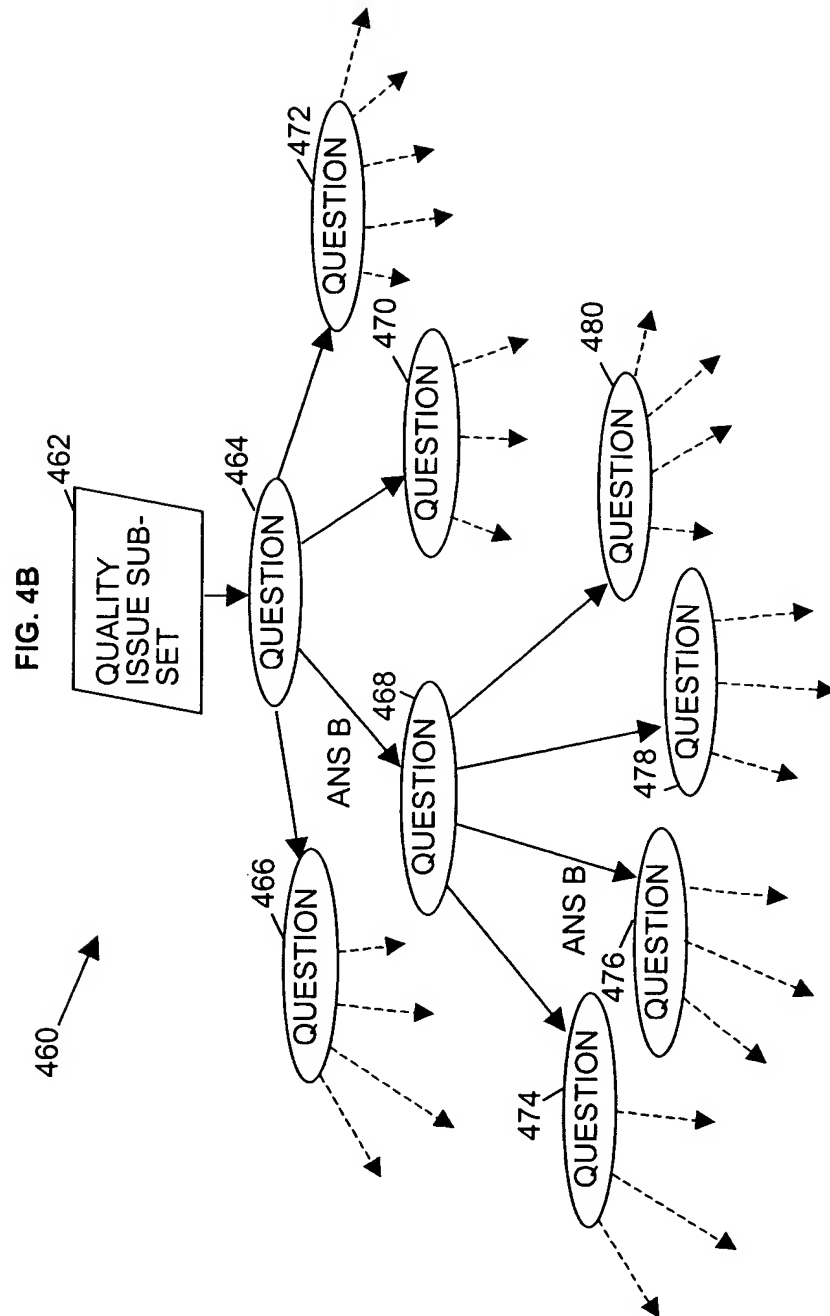 FIG. 4B
460
462
QUALITY
ISSUE SUB-
SET
464
QUESTION
466
QUESTION
ANS B
468
QUESTION
470
QUESTION
472
QUESTION
474
QUESTION
ANS B
476
QUESTION
478
QUESTION
480
QUESTION